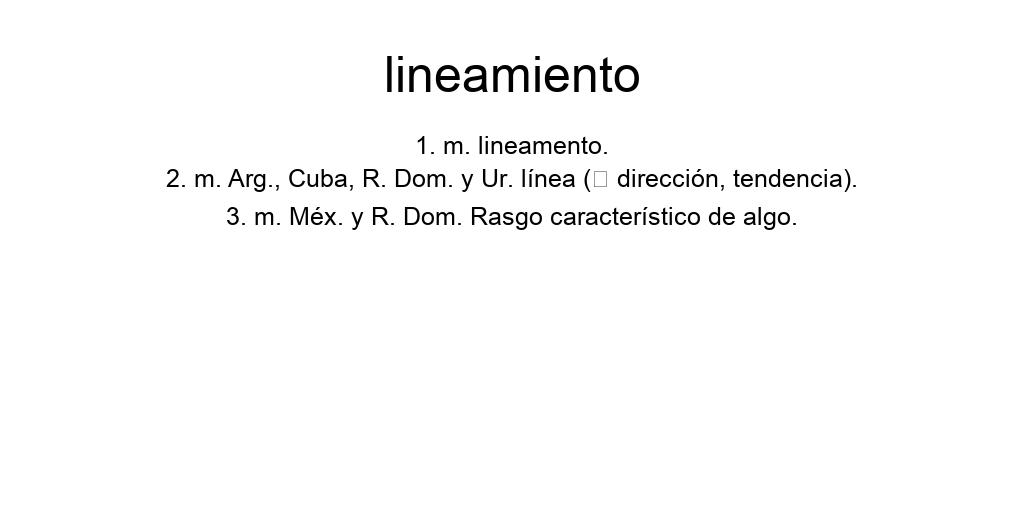 lineamiento
1. m. lineamento.
2. m. Arg., Cuba, R. Dom. y Ur. línea (□ dirección, tendencia).
3. m. Méx. y R. Dom. Rasgo característico de algo.